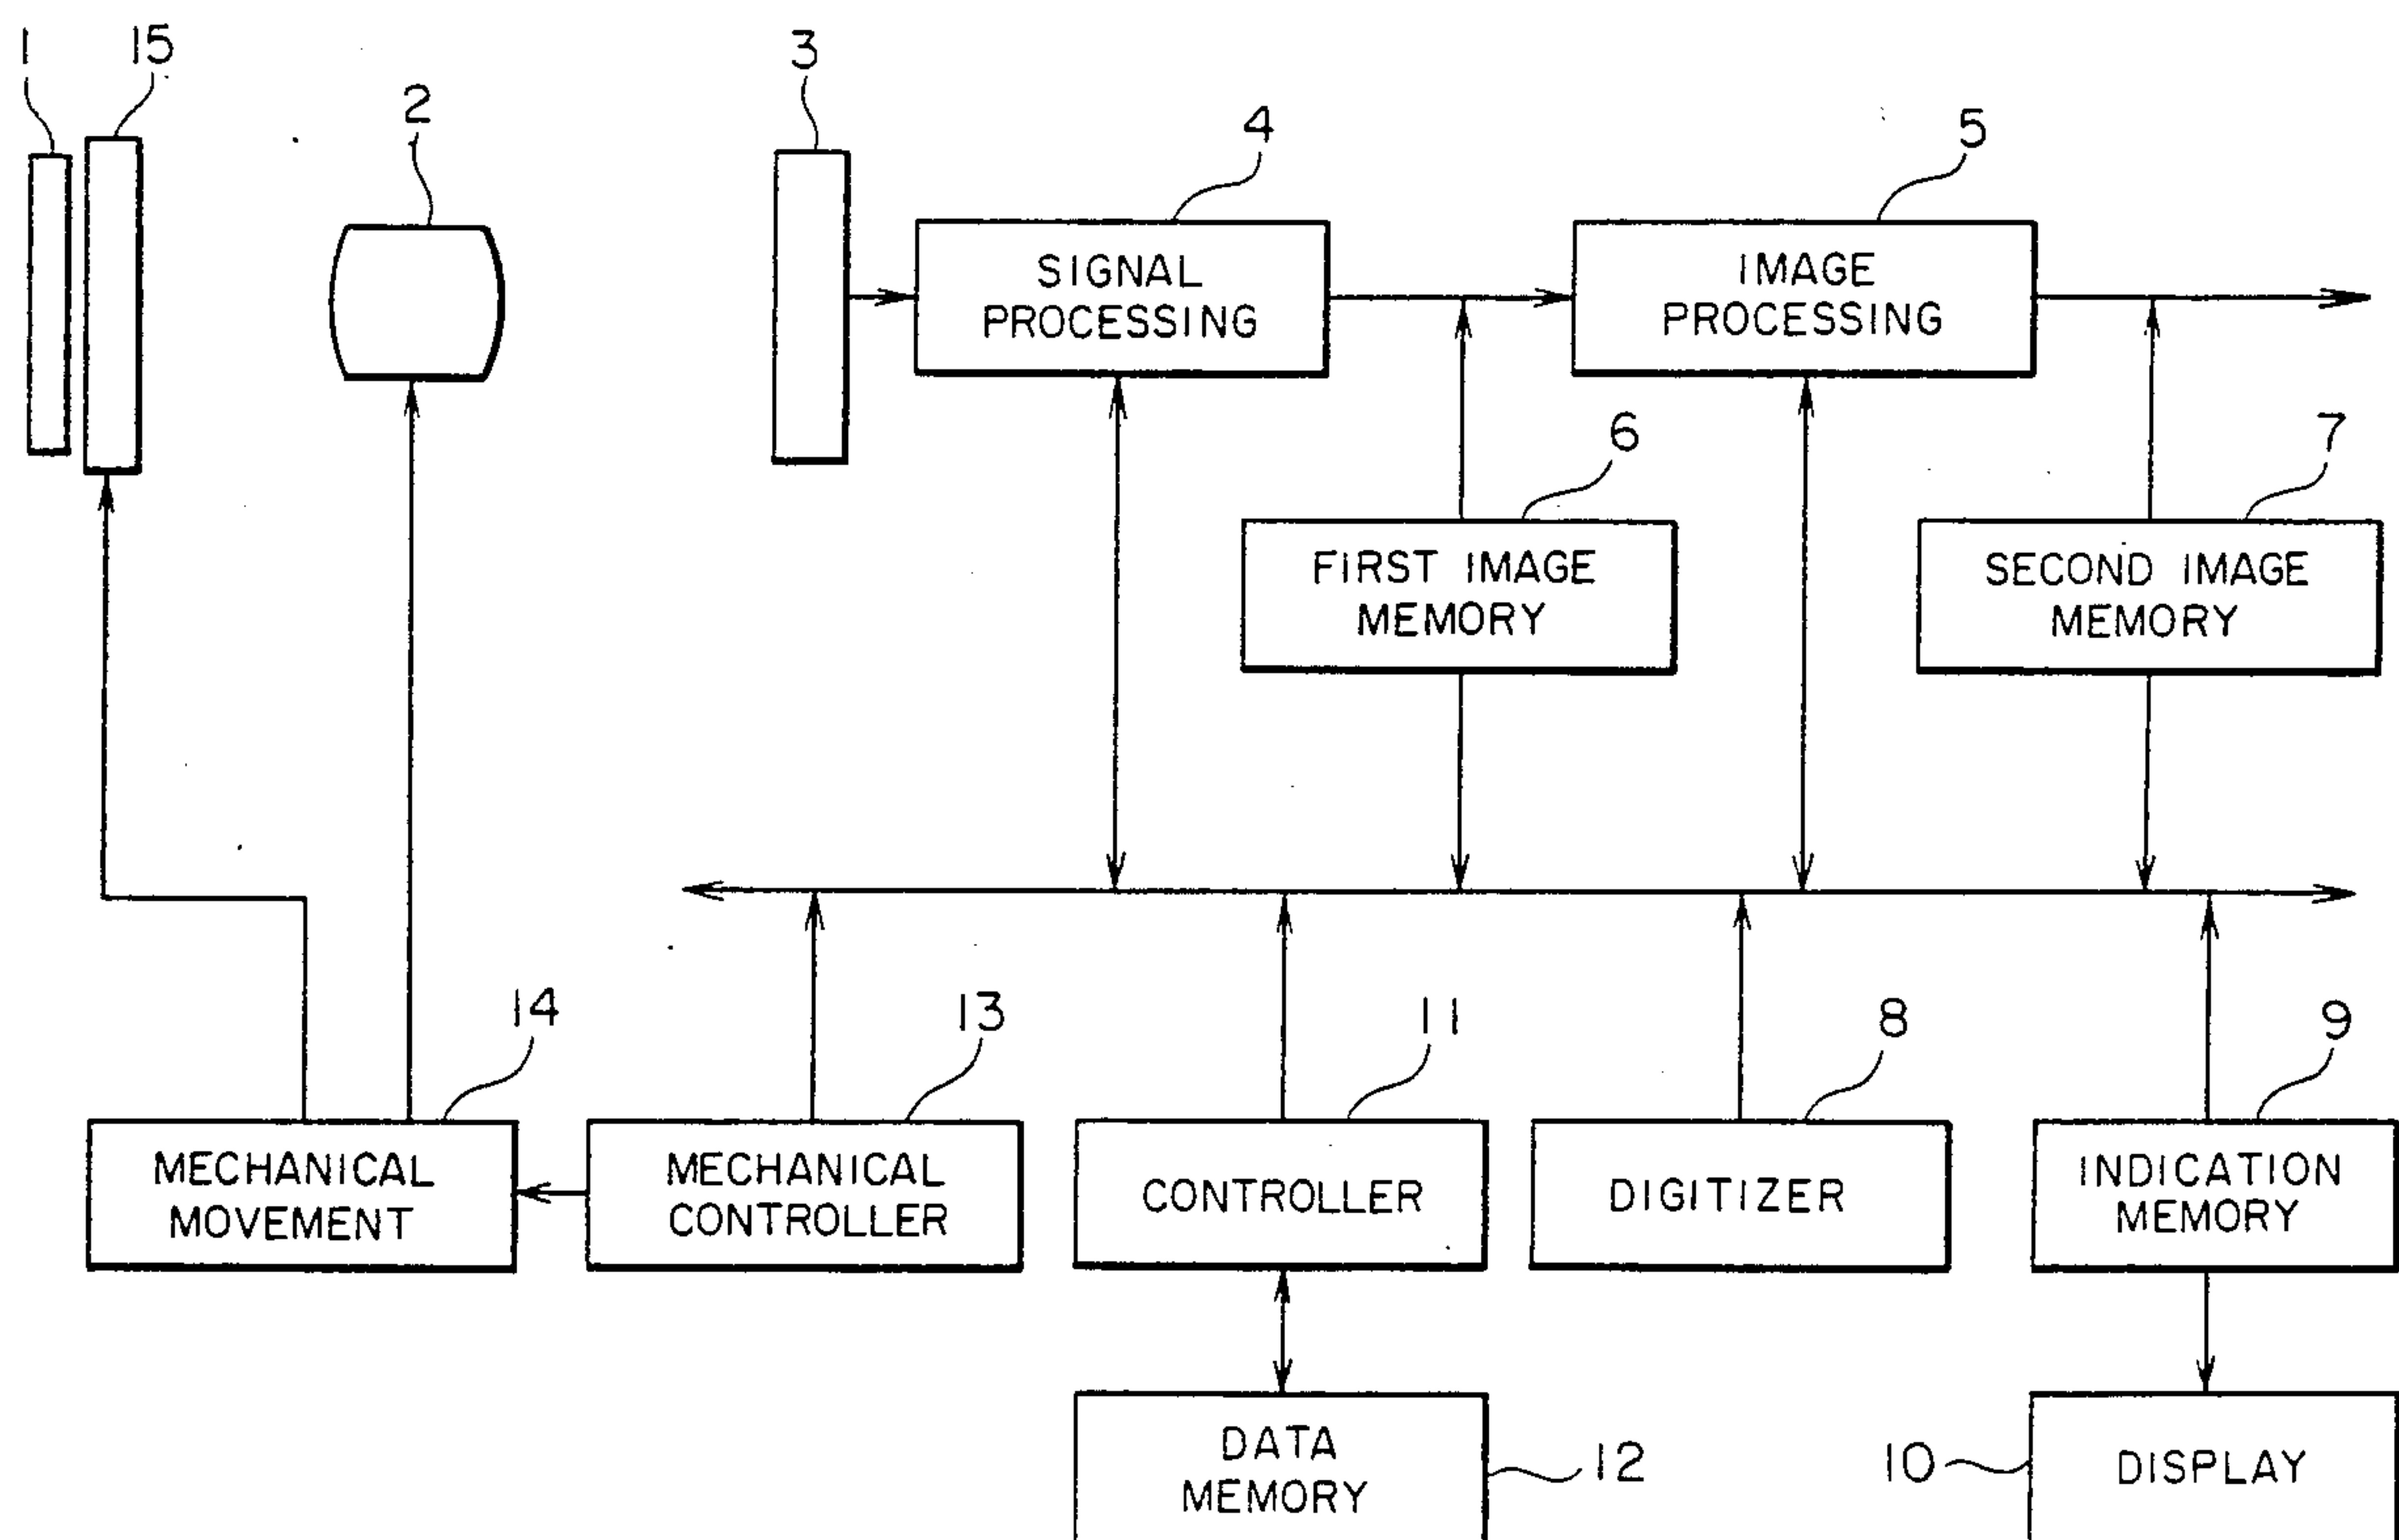 1
15
2
3
4
5
SIGNAL
PROCESSING
IMAGE
PROCESSING
6
7
FIRST IMAGE
MEMORY
SECOND IMAGE
MEMORY
14
13
11
8
9
MECHANICAL
MOVEMENT
MECHANICAL
CONTROLLER
CONTROLLER
DIGITIZER
INDICATION
MEMORY
DATA
MEMORY
12
10
DISPLAY